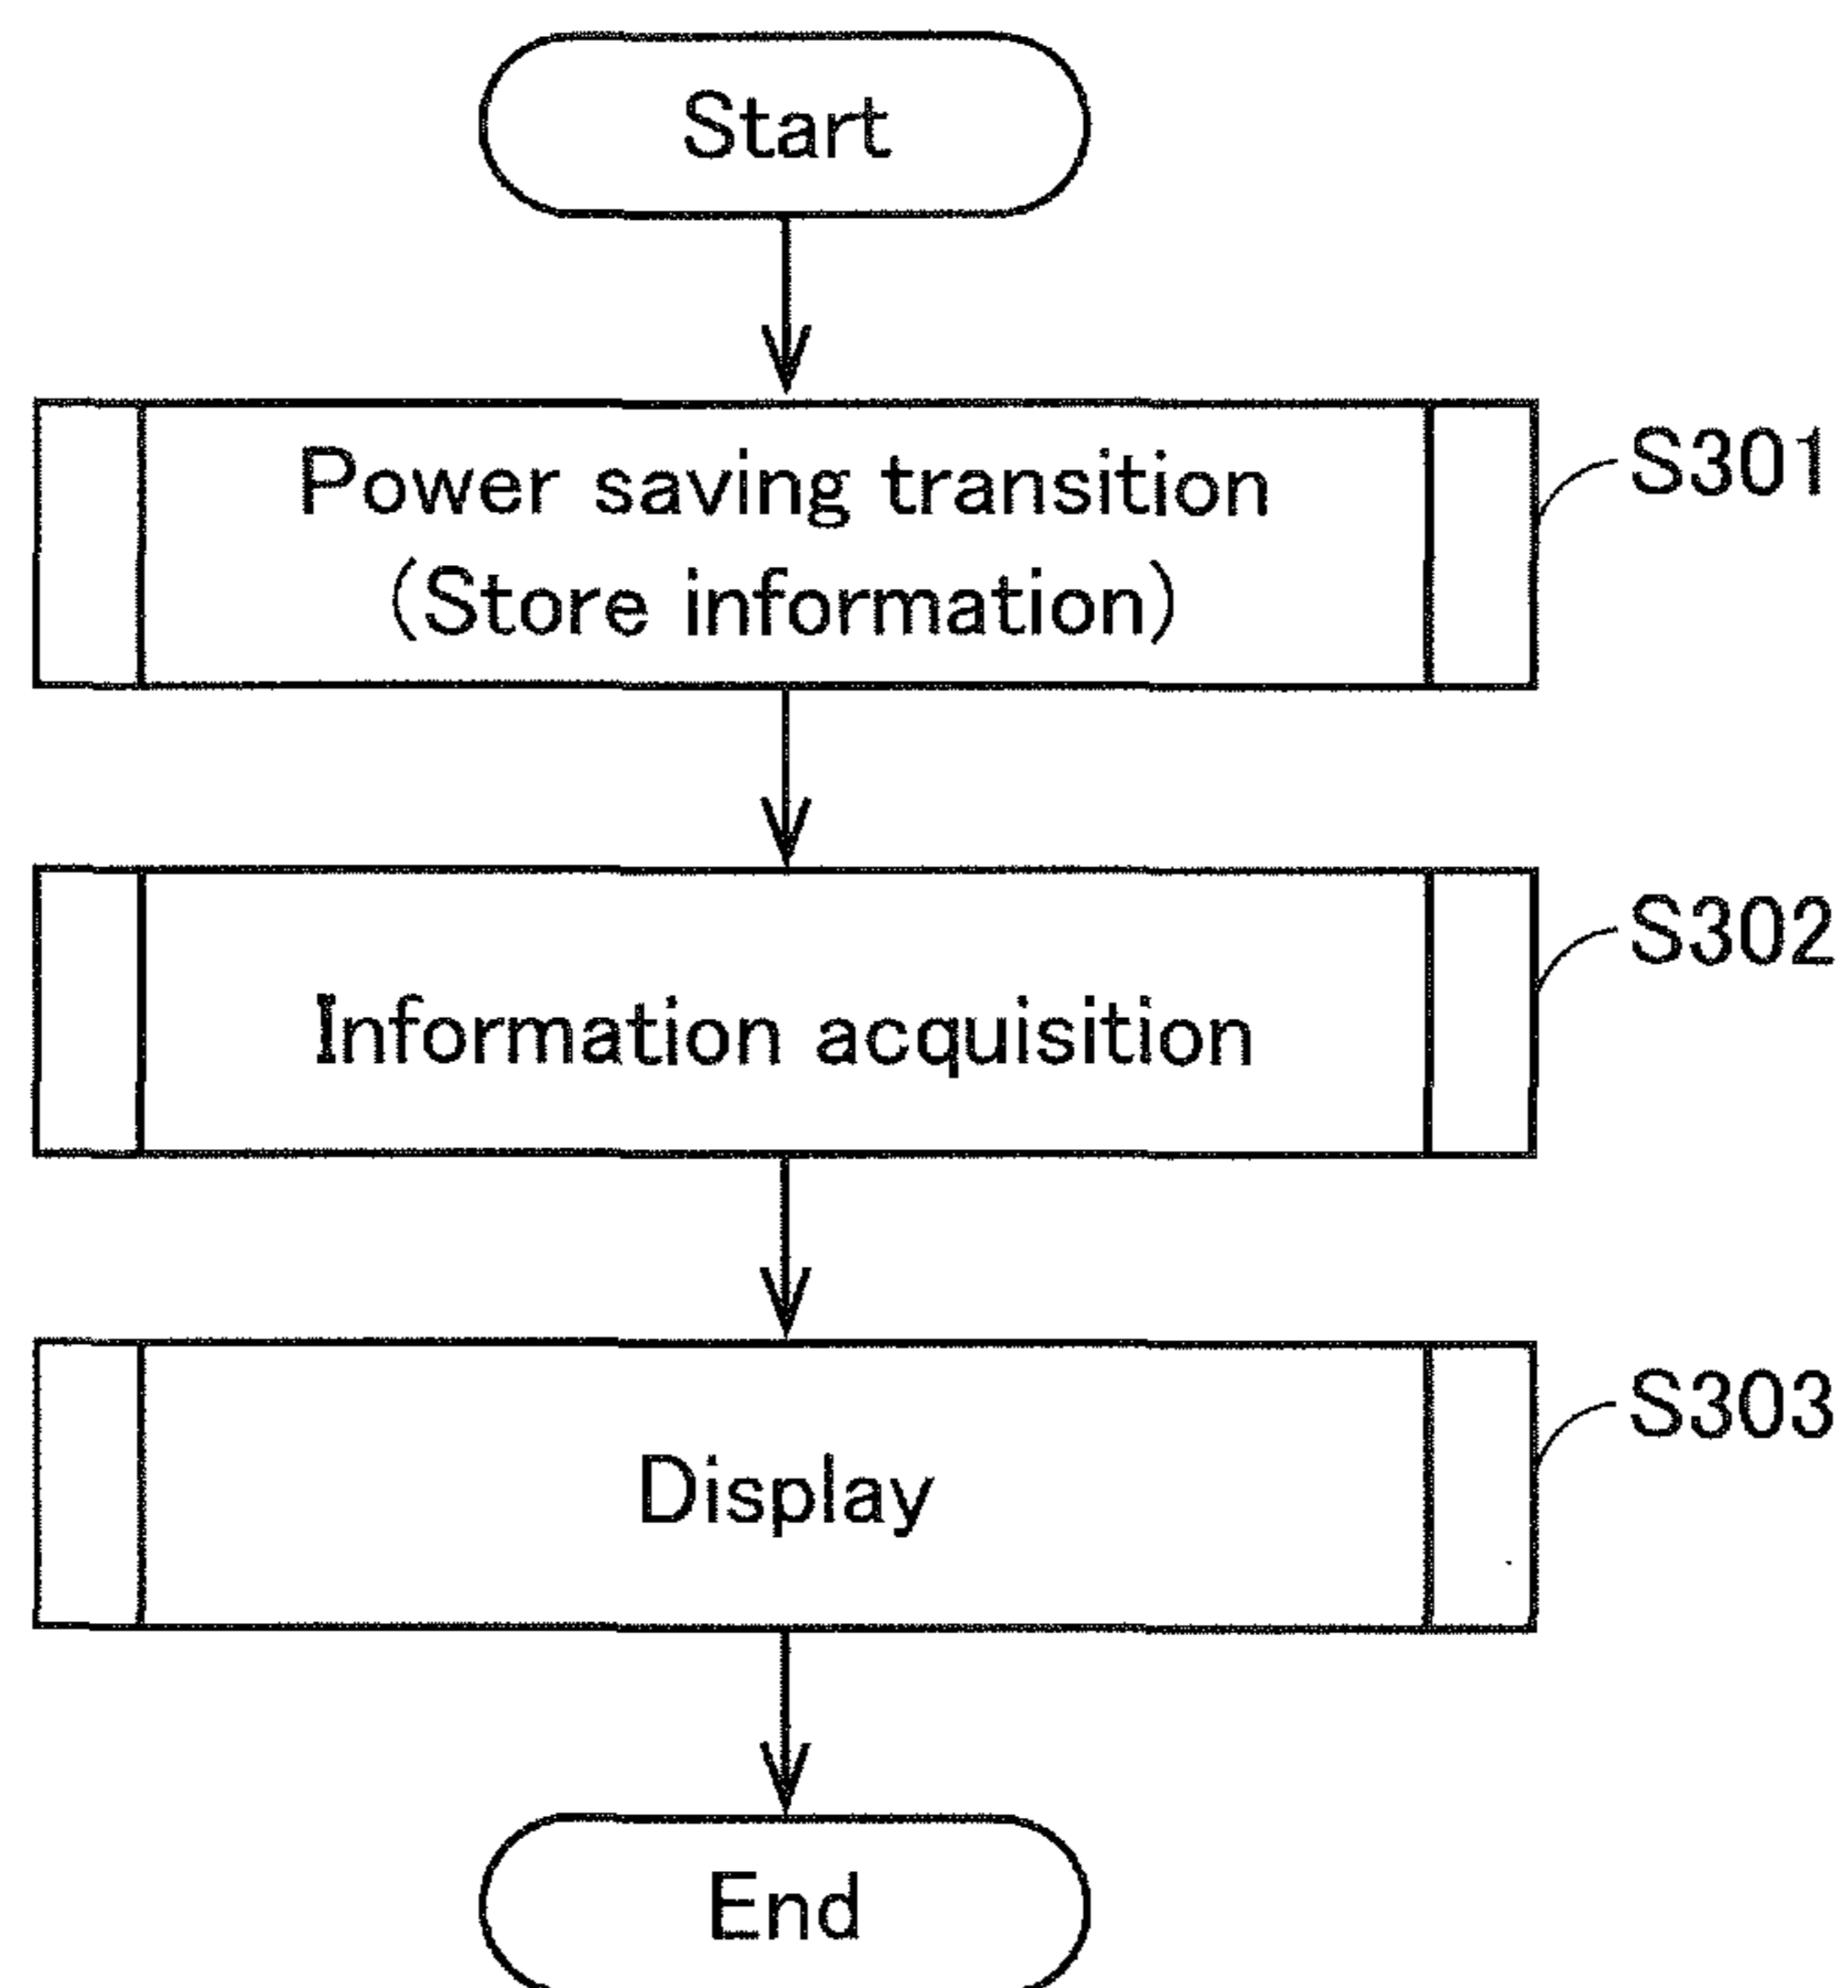 Start
Power saving transition
(Store information)
S301
Information acquisition
S302
Display
S303
End